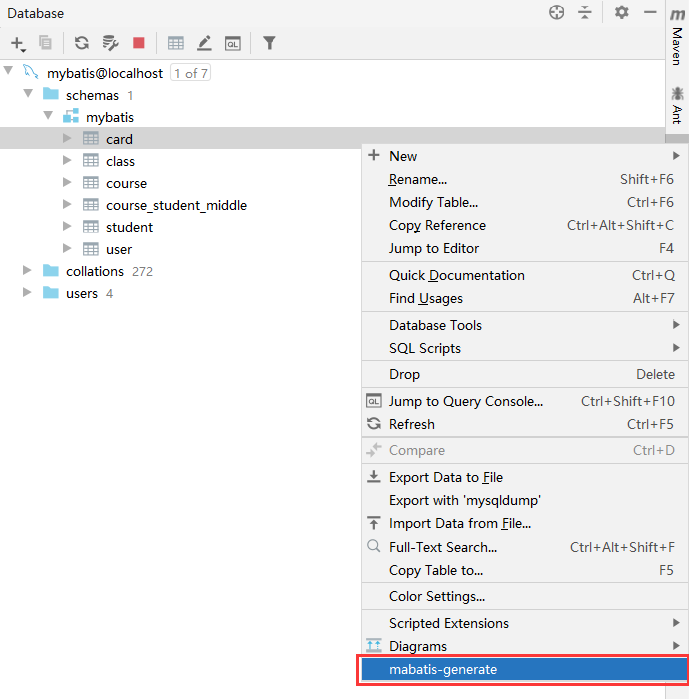 Database
mybatis@localhost 1 of 7
schemas 1
mybatis
card
class
course
course_student_middle
student
user
collations 272
users 4
New
Rename... Shift+F6
Modify Table... Ctrl+F6
Copy Reference Ctrl+Alt+Shift+C
Jump to Editor F4
Quick Documentation Ctrl+Q
Find Usages Alt+F7
Database Tools
SQL Scripts
Drop Delete
QL Jump to Query Console... Ctrl+Shift+F10
Refresh Ctrl+F5
Compare Ctrl+D
Export Data to File
Export with 'mysqldump'
Import Data from File...
Full-Text Search... Ctrl+Alt+Shift+F
Copy Table to... F5
Color Settings...
Scripted Extensions
Diagrams
mabatis-generate
QL
m
Maven
Ant